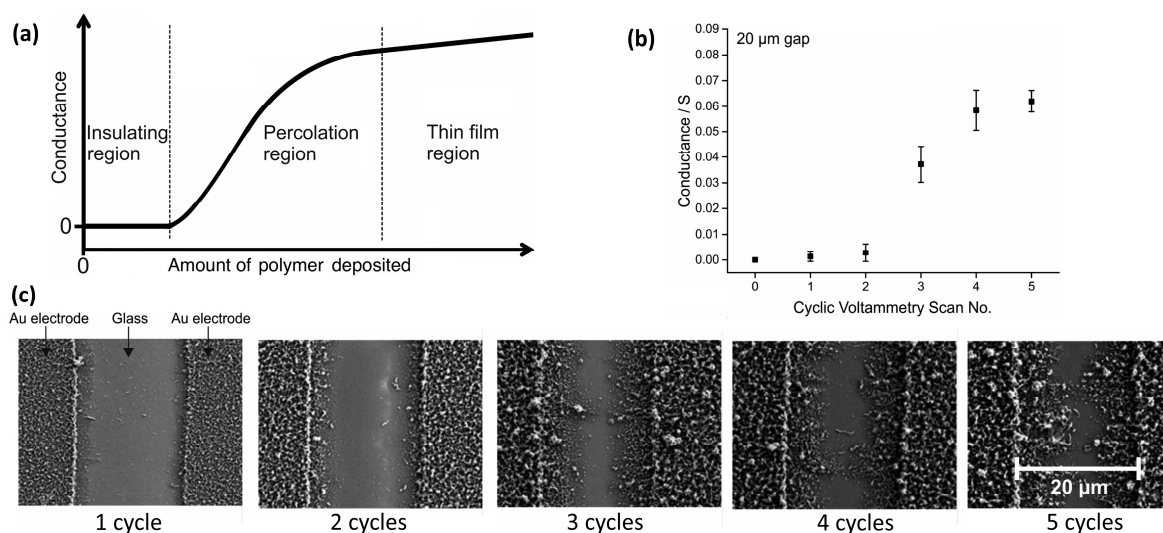 (a)
Conductance
0
Insulating
region
Percolation
region
Thin film
region
0
Amount of polymer deposited
(b)
20 µm gap
Conductance / S
0.09
0.08
0.07
0.06
0.05
0.04
0.03
0.02
0.01
0.00
0 1 2 3 4 5
Cyclic Voltammetry Scan No.
(c)
Au electrode Glass Au electrode
20 µm
1 cycle 2 cycles 3 cycles 4 cycles 5 cycles